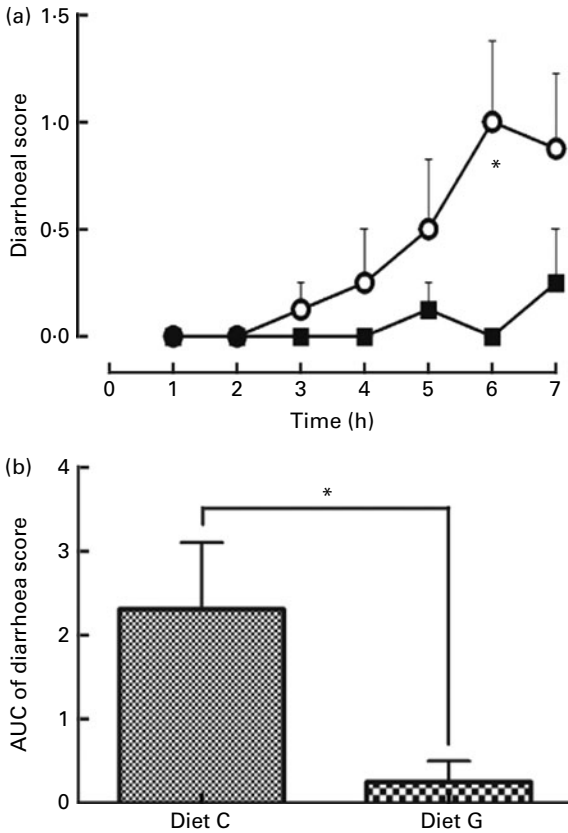 (a)
Diarrhoeal score
1·5
1·0
0·5
0·0
*
0 1 2 3 4 5 6 7
Time (h)
(b)
AUC of diarrhoea score
4
3
2
1
0
*
Diet C Diet G